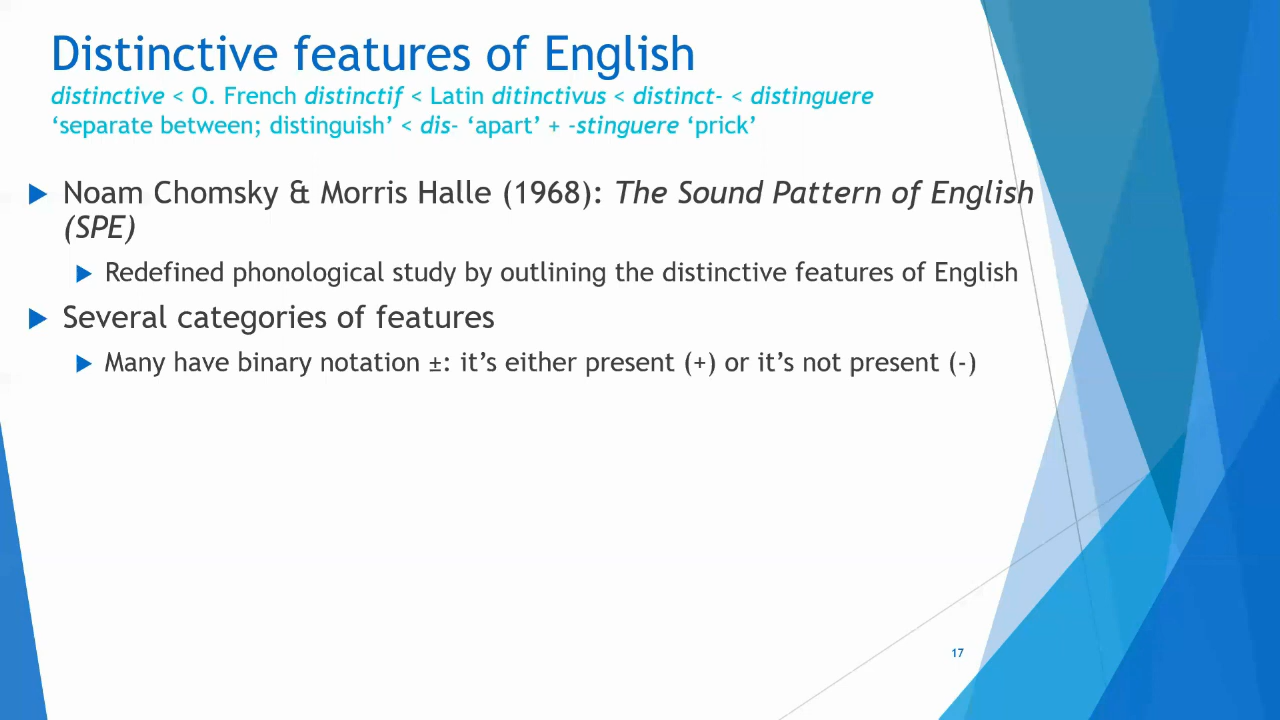 Distinctive features of English
distinctive < O. French distinctif < Latin ditinctivus < distinct- < distinguere
‘separate between; distinguish’ < dis- ‘apart’ + -stinguere ‘prick’
Noam Chomsky & Morris Halle (1968): The Sound Pattern of English
(SPE)
Redefined phonological study by outlining the distinctive features of English
Several categories of features
Many have binary notation ±: it’s either present (+) or it’s not present (-)
17